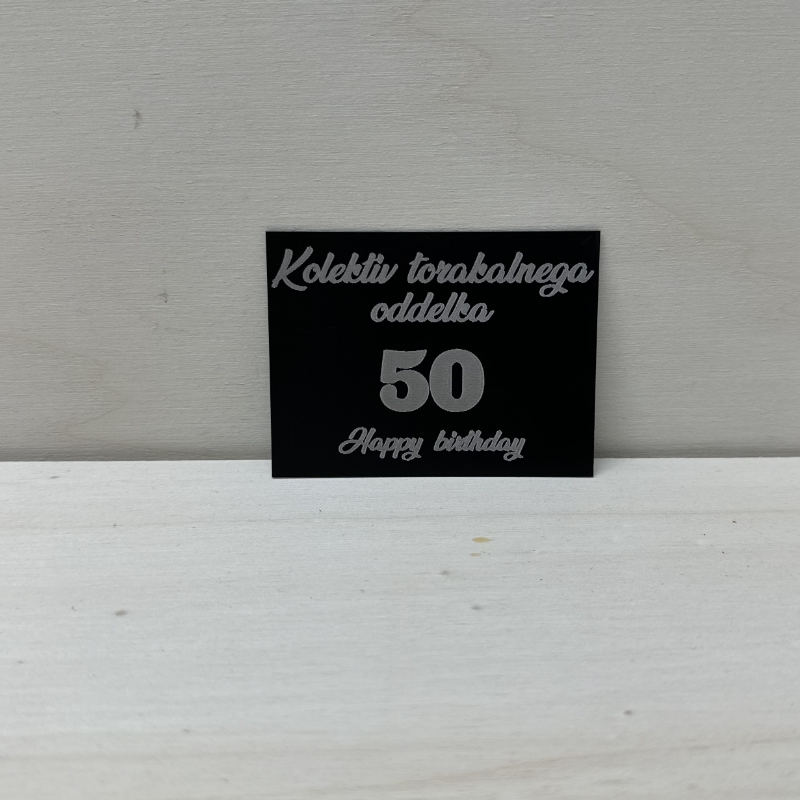 Kolektiv torakalnega
oddelka
50
Happy birthday